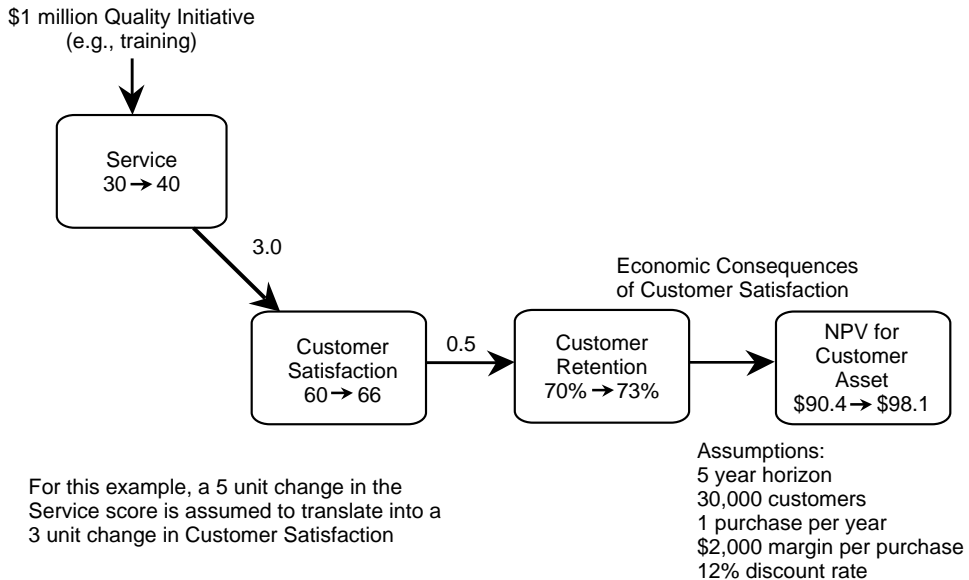 $1 million Quality Initiative
(e.g., training)
Service
30 → 40
3.0
Economic Consequences
of Customer Satisfaction
Customer
Satisfaction
60 → 66
0.5
Customer
Retention
70% → 73%
NPV for
Customer
Asset
$90.4 → $98.1
For this example, a 5 unit change in the
Service score is assumed to translate into a
3 unit change in Customer Satisfaction
Assumptions:
5 year horizon
30,000 customers
1 purchase per year
$2,000 margin per purchase
12% discount rate